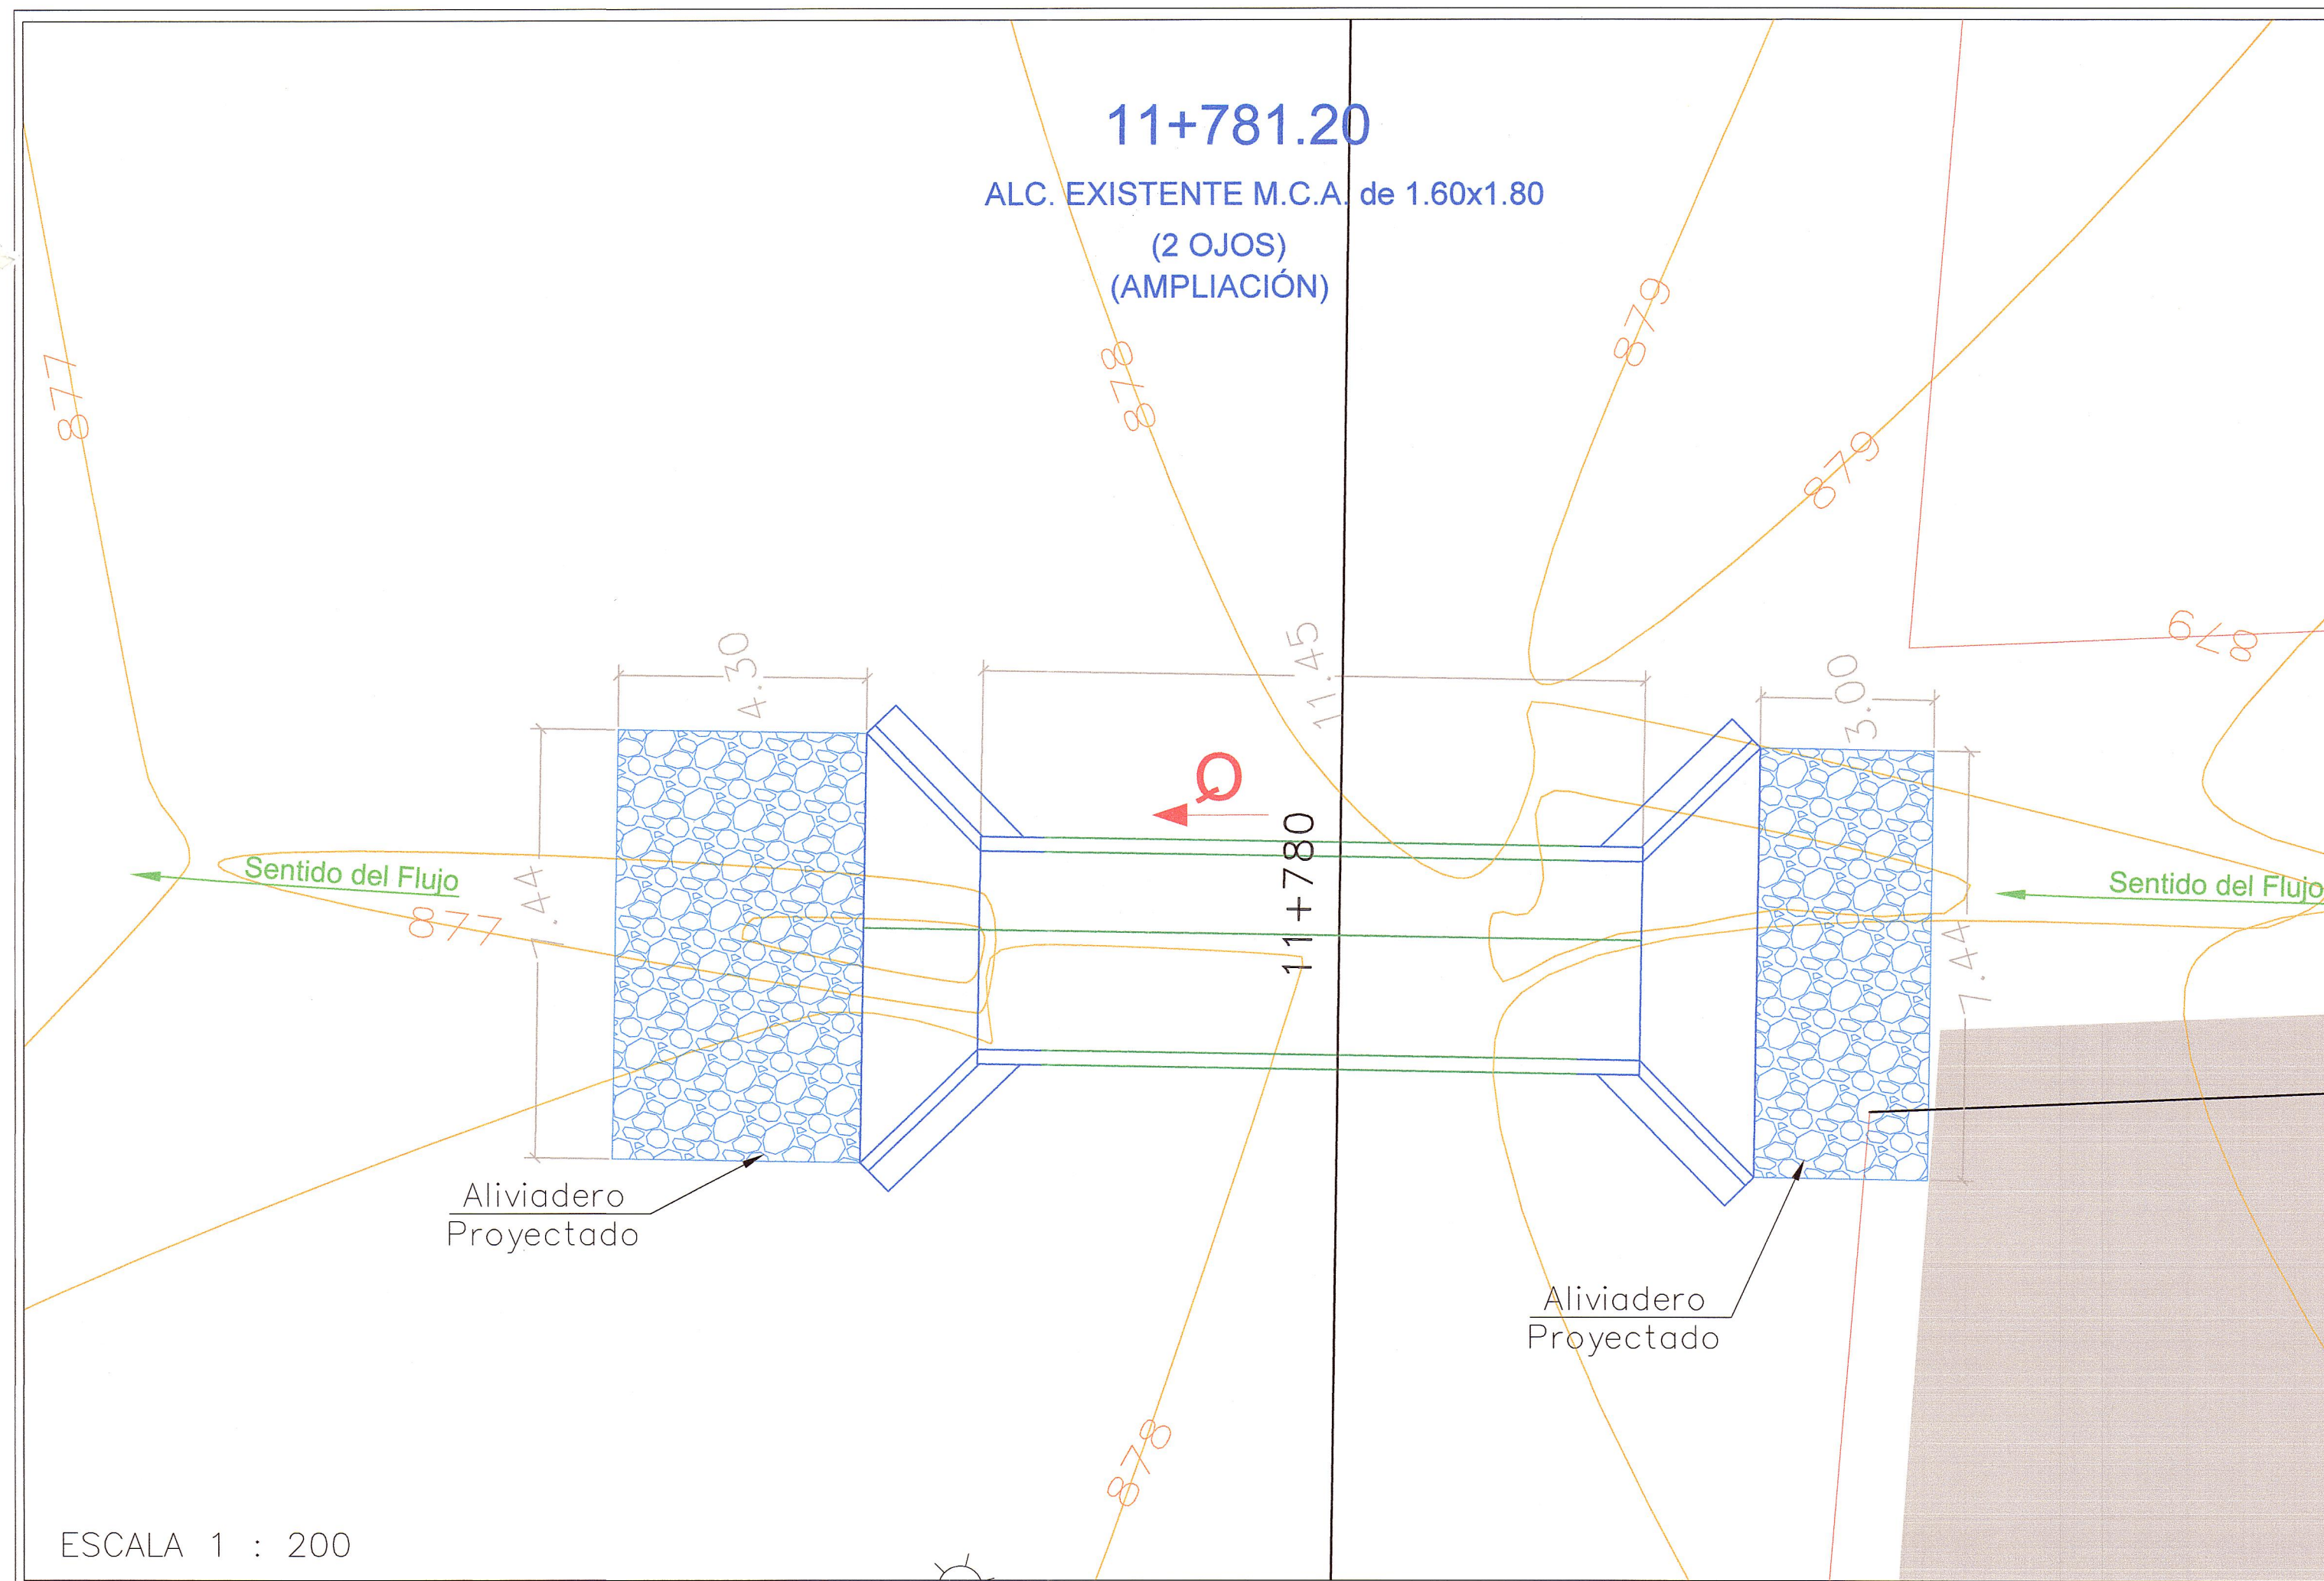 11+781.20
ALC. EXISTENTE M.C.A. de 1.60x1.80
(2 OJOS)
(AMPLIACIÓN)
877
878
879
879
879
4.30
11.45
3.00
Q
11+780
Sentido del Flujo
877
7.44
Sentido del Flujo
7.44
Aliviadero
Proyectado
Aliviadero
Proyectado
878
ESCALA 1 : 200